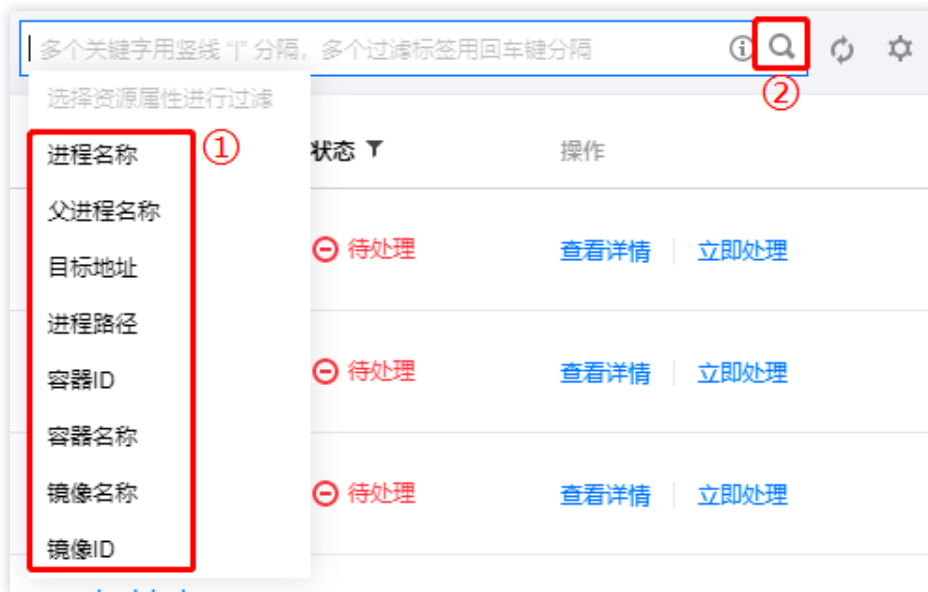 多个关键字用竖线 "|" 分隔，多个过滤标签用回车键分隔
②
选择资源属性进行过滤
①
进程名称
状态
操作
父进程名称
待处理
查看详情
立即处理
目标地址
进程路径
容器ID
待处理
查看详情
立即处理
容器名称
镜像名称
待处理
查看详情
立即处理
镜像ID